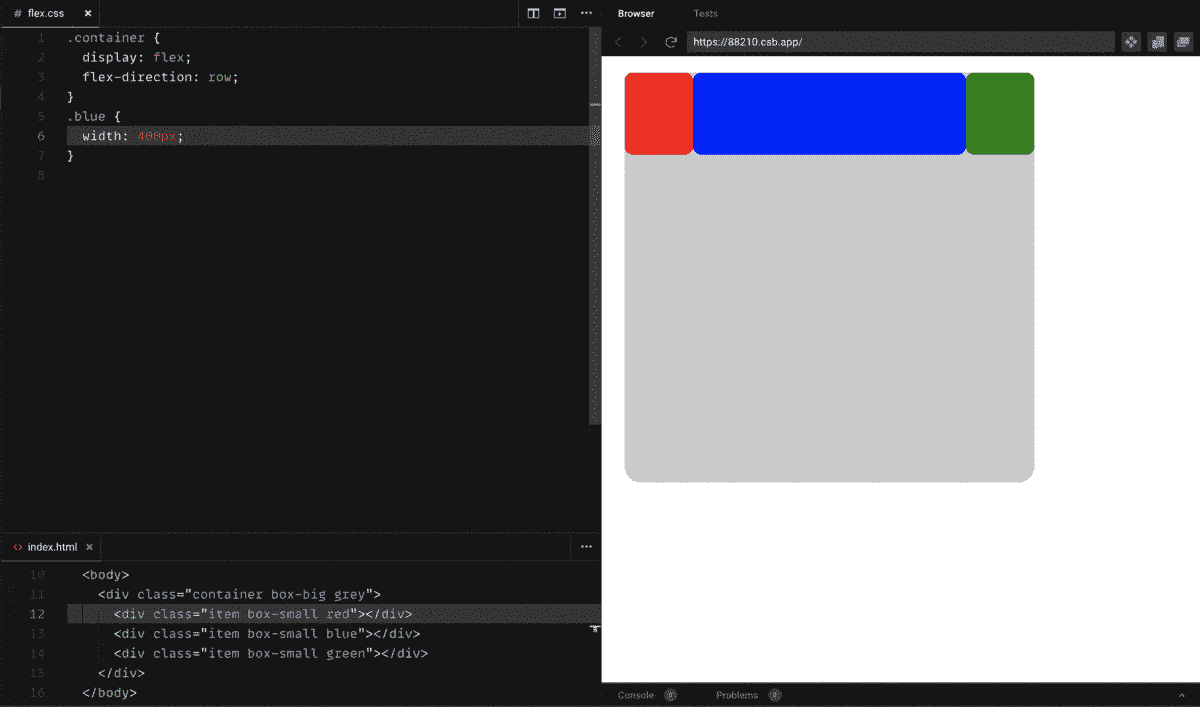 # flex.css ×
1 .container {
2 display: flex;
3 flex-direction: row;
4 }
5 .blue {
6 width: 400px;
7 }
8
<> index.html ×
10 <body>
11 <div class="container box-big grey">
12 <div class="item box-small red"></div>
13 <div class="item box-small blue"></div>
14 <div class="item box-small green"></div>
15 </div>
16 </body>
Browser Tests
https://88210.csb.app/
Console 0 Problems 0